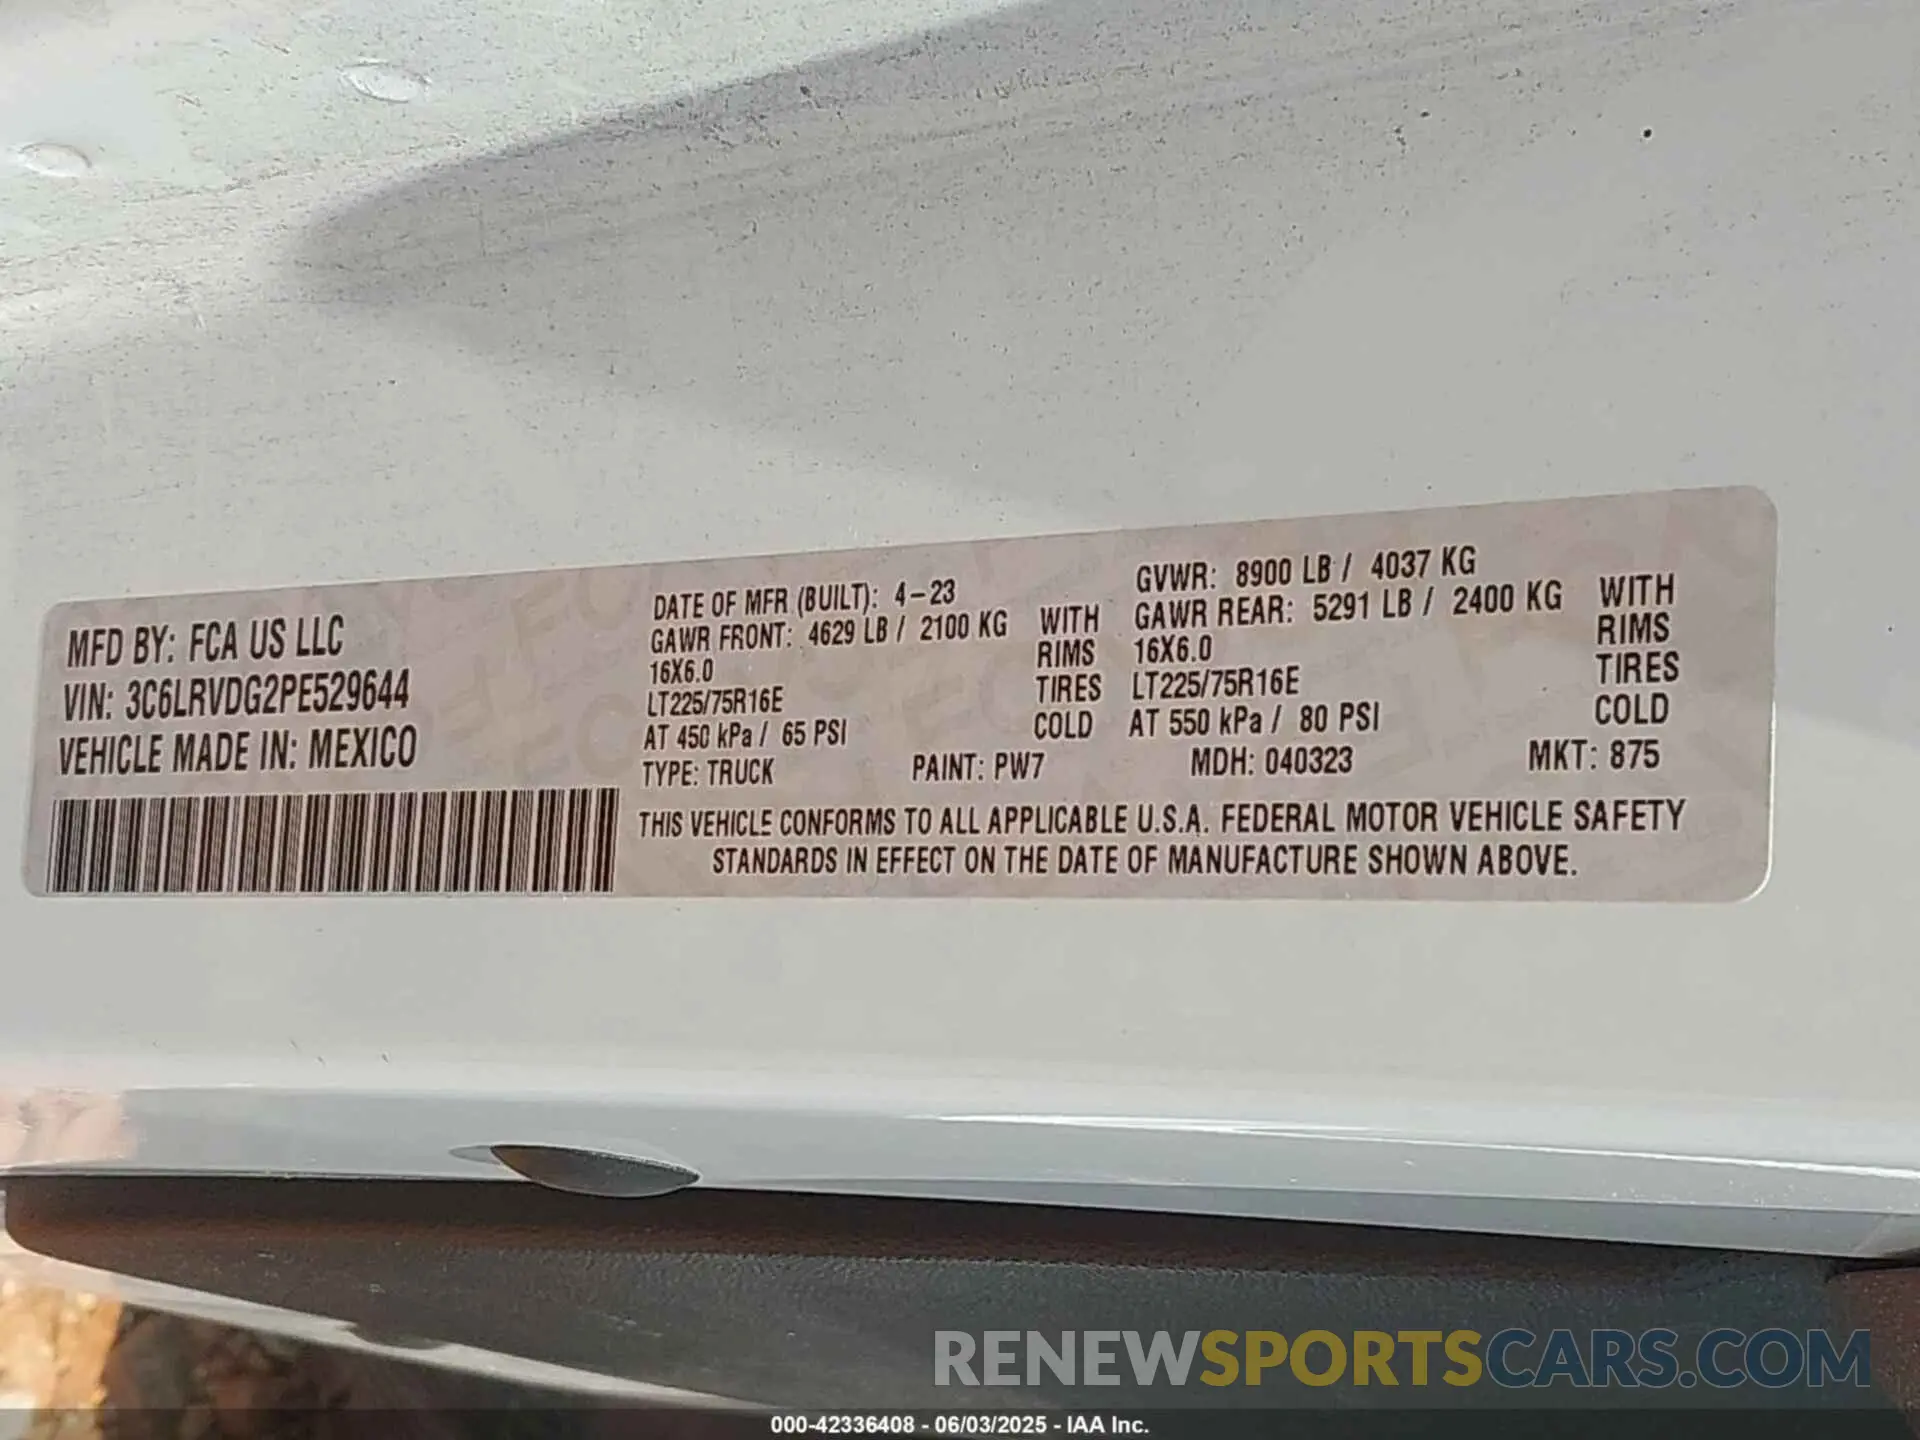 MFD BY: FCA US LLC
VIN: 3C6LRVDG2PE529644
VEHICLE MADE IN: MEXICO
DATE OF MFR (BUILT): 4-23
GAWR FRONT: 4629 LB / 2100 KG WITH
16X6.0 RIMS
LT225/75R16E TIRES
AT 450 kPa / 65 PSI COLD
GVWR: 8900 LB / 4037 KG
GAWR REAR: 5291 LB / 2400 KG WITH
16X6.0 RIMS
LT225/75R16E TIRES
AT 550 kPa / 80 PSI COLD
TYPE: TRUCK PAINT: PW7 MDH: 040323 MKT: 875
THIS VEHICLE CONFORMS TO ALL APPLICABLE U.S.A. FEDERAL MOTOR VEHICLE SAFETY
STANDARDS IN EFFECT ON THE DATE OF MANUFACTURE SHOWN ABOVE.
RENEWSPORTSCARS.COM
000-42336408 - 06/03/2025 - IAA Inc.